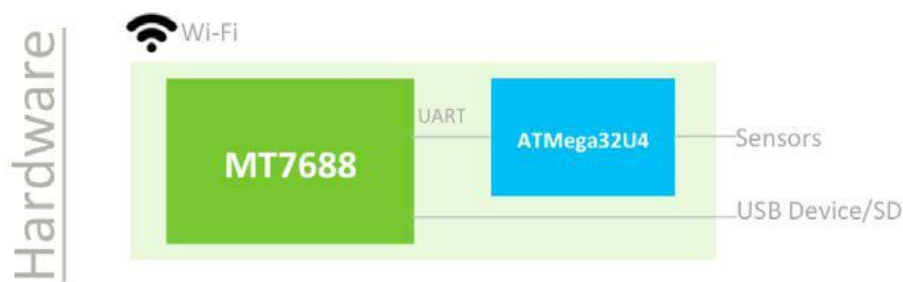 Hardware
Wi-Fi
MT7688
UART
ATMega32U4
Sensors
USB Device/SD